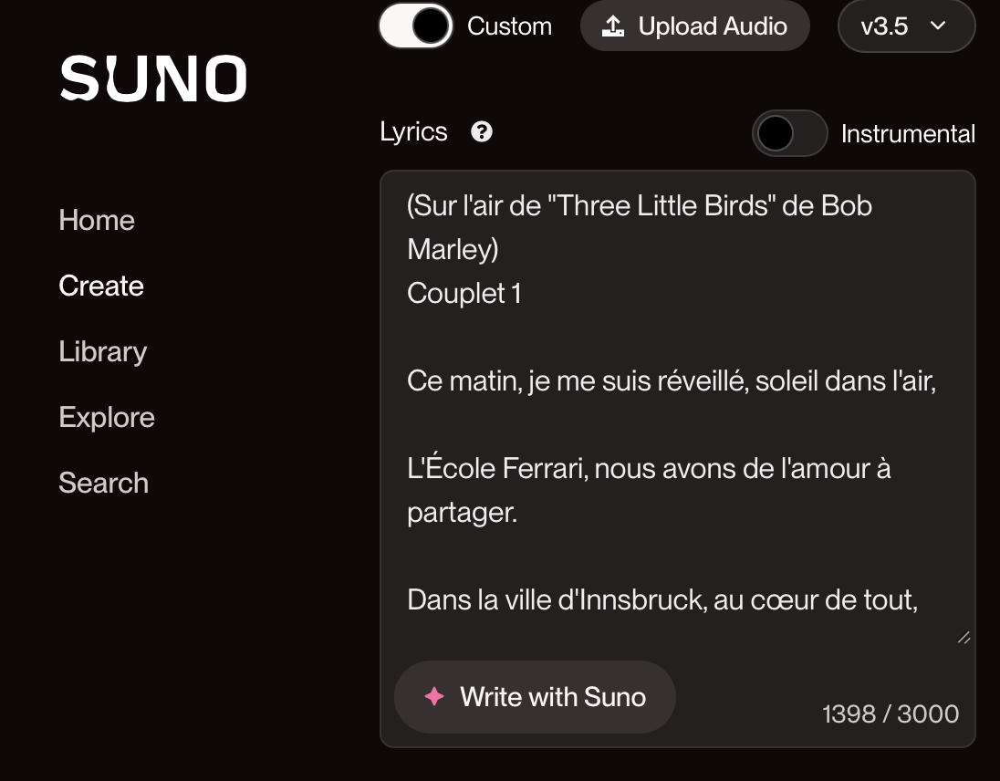 Custom
Upload Audio
v3.5
SUNO
Lyrics ?
Instrumental
(Sur l'air de "Three Little Birds" de Bob
Marley)
Couplet 1
Ce matin, je me suis réveillé, soleil dans l'air,
L'École Ferrari, nous avons de l'amour à
partager.
Dans la ville d'Innsbruck, au cœur de tout,
Write with Suno
1398 / 3000
Home
Create
Library
Explore
Search